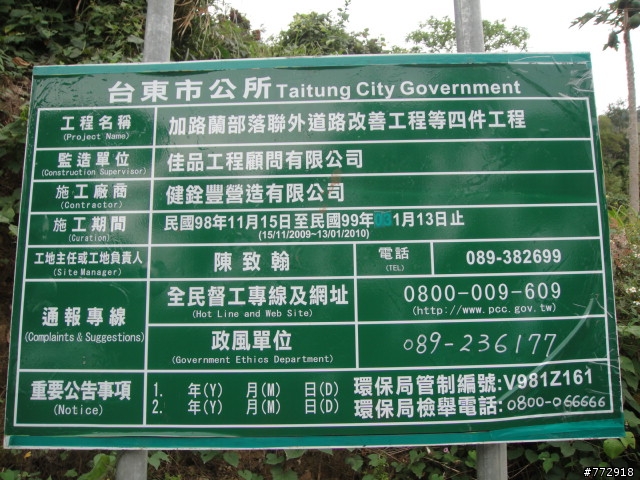 台東市公所 Taitung City Government
工程名稱 加路蘭部落聯外道路改善工程等四件工程
(Project Name)
監造單位 佳品工程顧問有限公司
(Construction Supervisor)
施工廠商 健銓豐營造有限公司
(Contractor)
施工期間 民國98年11月15日至民國99年 1月13日止
(Curation) (15/11/2009~13/01/2010)
工地主任或工地負責人 陳致翰 電話 089-382699
(Site Manager) (TEL)
通報專線 全民督工專線及網址 0800-009-609
(Complaints & Suggestions) (Hot Line and Web Site) (http://www.pcc.gov.tw)
政風單位 089-236177
(Government Ethics Department)
重要公告事項 1. 年(Y) 月(M) 日(D) 環保局管制編號:V981Z161
(Notice) 2. 年(Y) 月(M) 日(D) 環保局檢舉電話:0800-066666
#772918